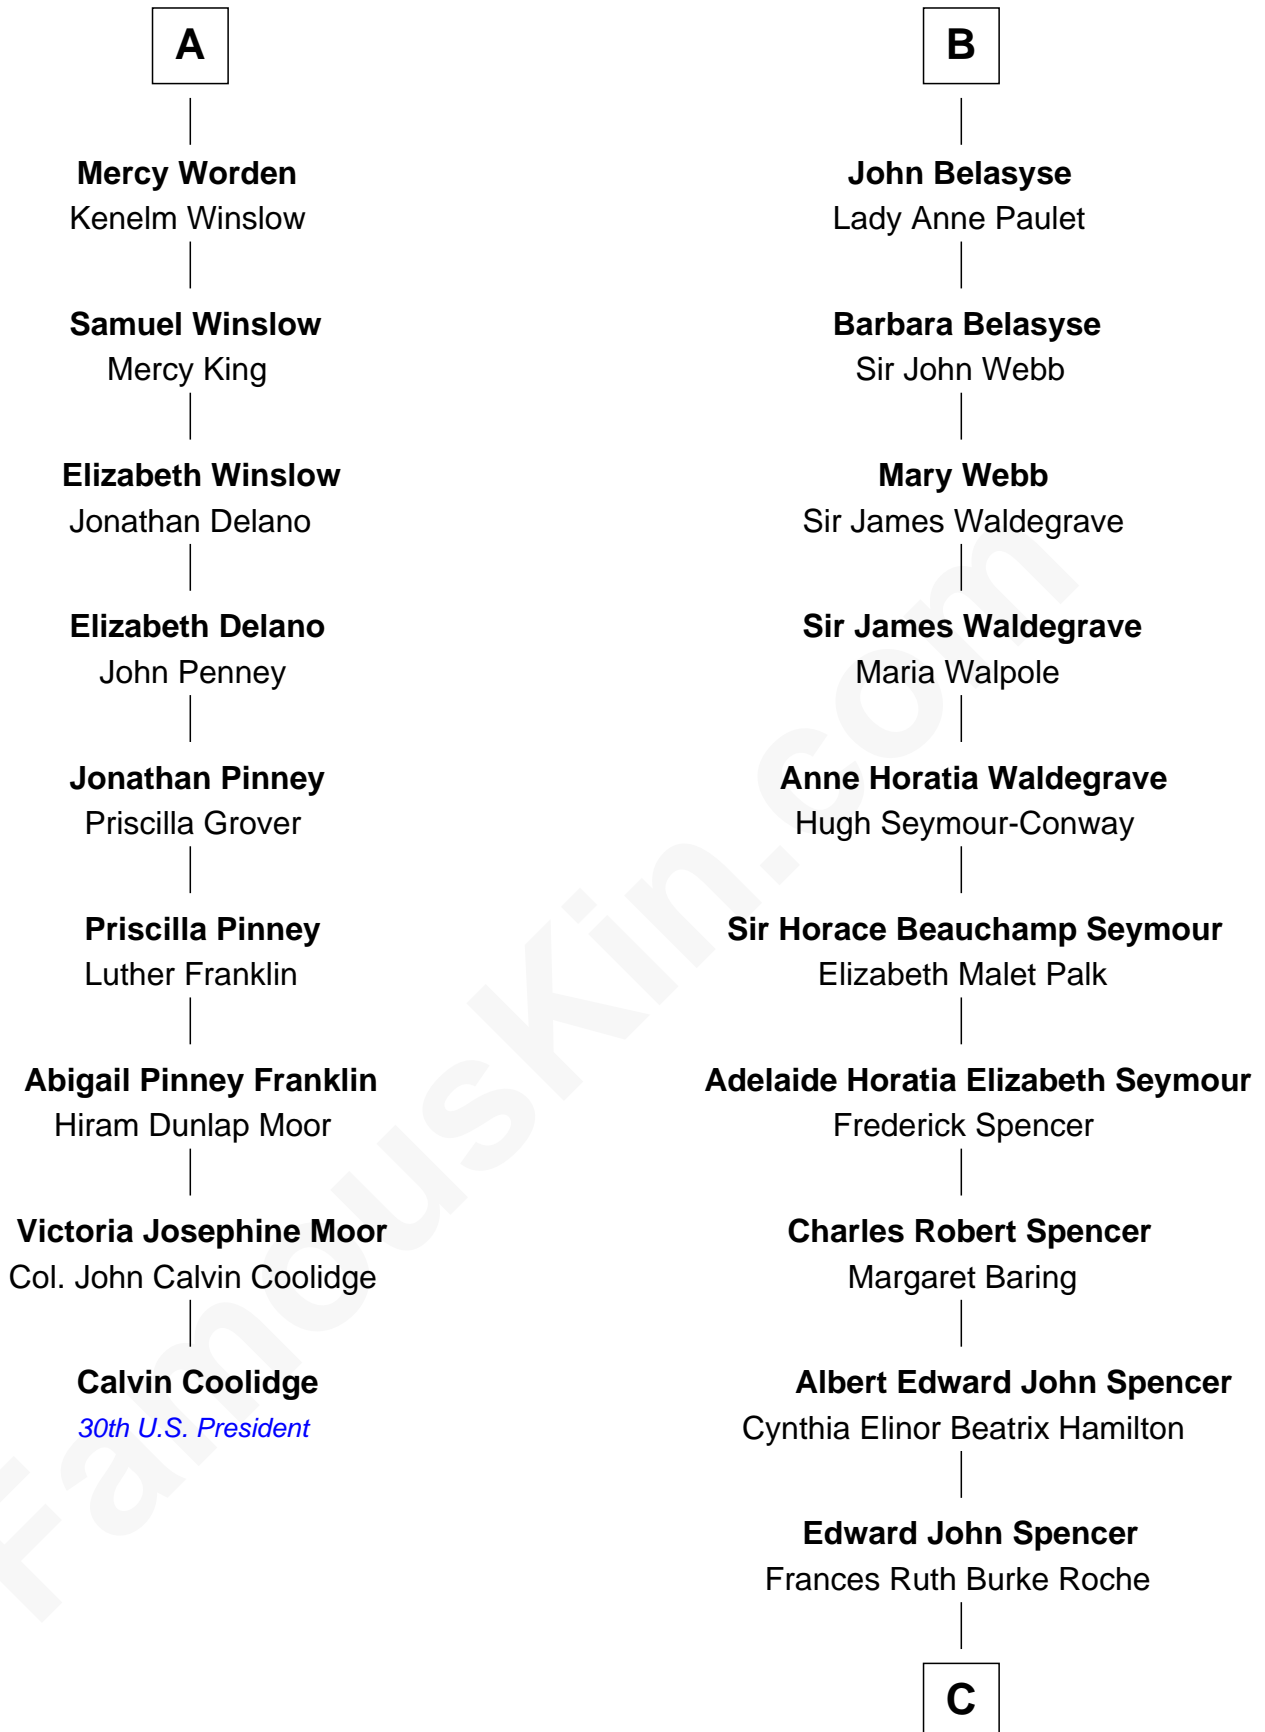 A
Mercy Worden
Kenelm Winslow
Samuel Winslow
Mercy King
Elizabeth Winslow
Jonathan Delano
Elizabeth Delano
John Penney
Jonathan Pinney
Priscilla Grover
Priscilla Pinney
Luther Franklin
Abigail Pinney Franklin
Hiram Dunlap Moor
Victoria Josephine Moor
Col. John Calvin Coolidge
Calvin Coolidge
30th U.S. President
B
John Belasyse
Lady Anne Paulet
Barbara Belasyse
Sir John Webb
Mary Webb
Sir James Waldegrave
Sir James Waldegrave
Maria Walpole
Anne Horatia Waldegrave
Hugh Seymour-Conway
Sir Horace Beauchamp Seymour
Elizabeth Malet Palk
Adelaide Horatia Elizabeth Seymour
Frederick Spencer
Charles Robert Spencer
Margaret Baring
Albert Edward John Spencer
Cynthia Elinor Beatrix Hamilton
Edward John Spencer
Frances Ruth Burke Roche
C
FamousKin.com